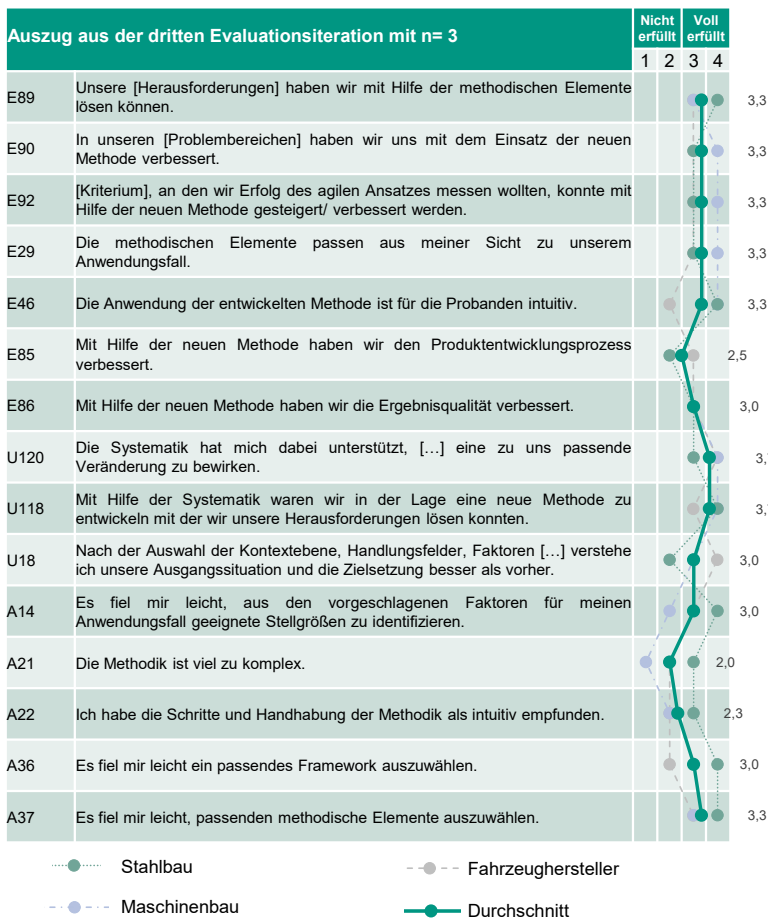 Auszug aus der dritten Evaluationsiteration mit n= 3
Nicht erfüllt
Voll erfüllt
1 2 3 4
E89 Unsere [Herausforderungen] haben wir mit Hilfe der methodischen Elemente
lösen können.
3,3
E90 In unseren [Problembereichen] haben wir uns mit dem Einsatz der neuen
Methode verbessert.
3,3
E92 [Kriterium], an den wir Erfolg des agilen Ansatzes messen wollten, konnte mit
Hilfe der neuen Methode gesteigert/ verbessert werden.
3,3
E29 Die methodischen Elemente passen aus meiner Sicht zu unserem
Anwendungsfall.
3,3
E46 Die Anwendung der entwickelten Methode ist für die Probanden intuitiv.
3,3
E85 Mit Hilfe der neuen Methode haben wir den Produktentwicklungsprozess
verbessert.
2,5
E86 Mit Hilfe der neuen Methode haben wir die Ergebnisqualität verbessert.
3,0
U120 Die Systematik hat mich dabei unterstützt, […] eine zu uns passende
Veränderung zu bewirken.
3,
U118 Mit Hilfe der Systematik waren wir in der Lage eine neue Methode zu
entwickeln mit der wir unsere Herausforderungen lösen konnten.
3,
U18 Nach der Auswahl der Kontextebene, Handlungsfelder, Faktoren […] verstehe
ich unsere Ausgangssituation und die Zielsetzung besser als vorher.
3,0
A14 Es fiel mir leicht, aus den vorgeschlagenen Faktoren für meinen
Anwendungsfall geeignete Stellgrößen zu identifizieren.
3,0
A21 Die Methodik ist viel zu komplex.
2,0
A22 Ich habe die Schritte und Handhabung der Methodik als intuitiv empfunden.
2,3
A36 Es fiel mir leicht ein passendes Framework auszuwählen.
3,0
A37 Es fiel mir leicht, passenden methodische Elemente auszuwählen.
3,3
Stahlbau
Fahrzeughersteller
Maschinenbau
Durchschnitt